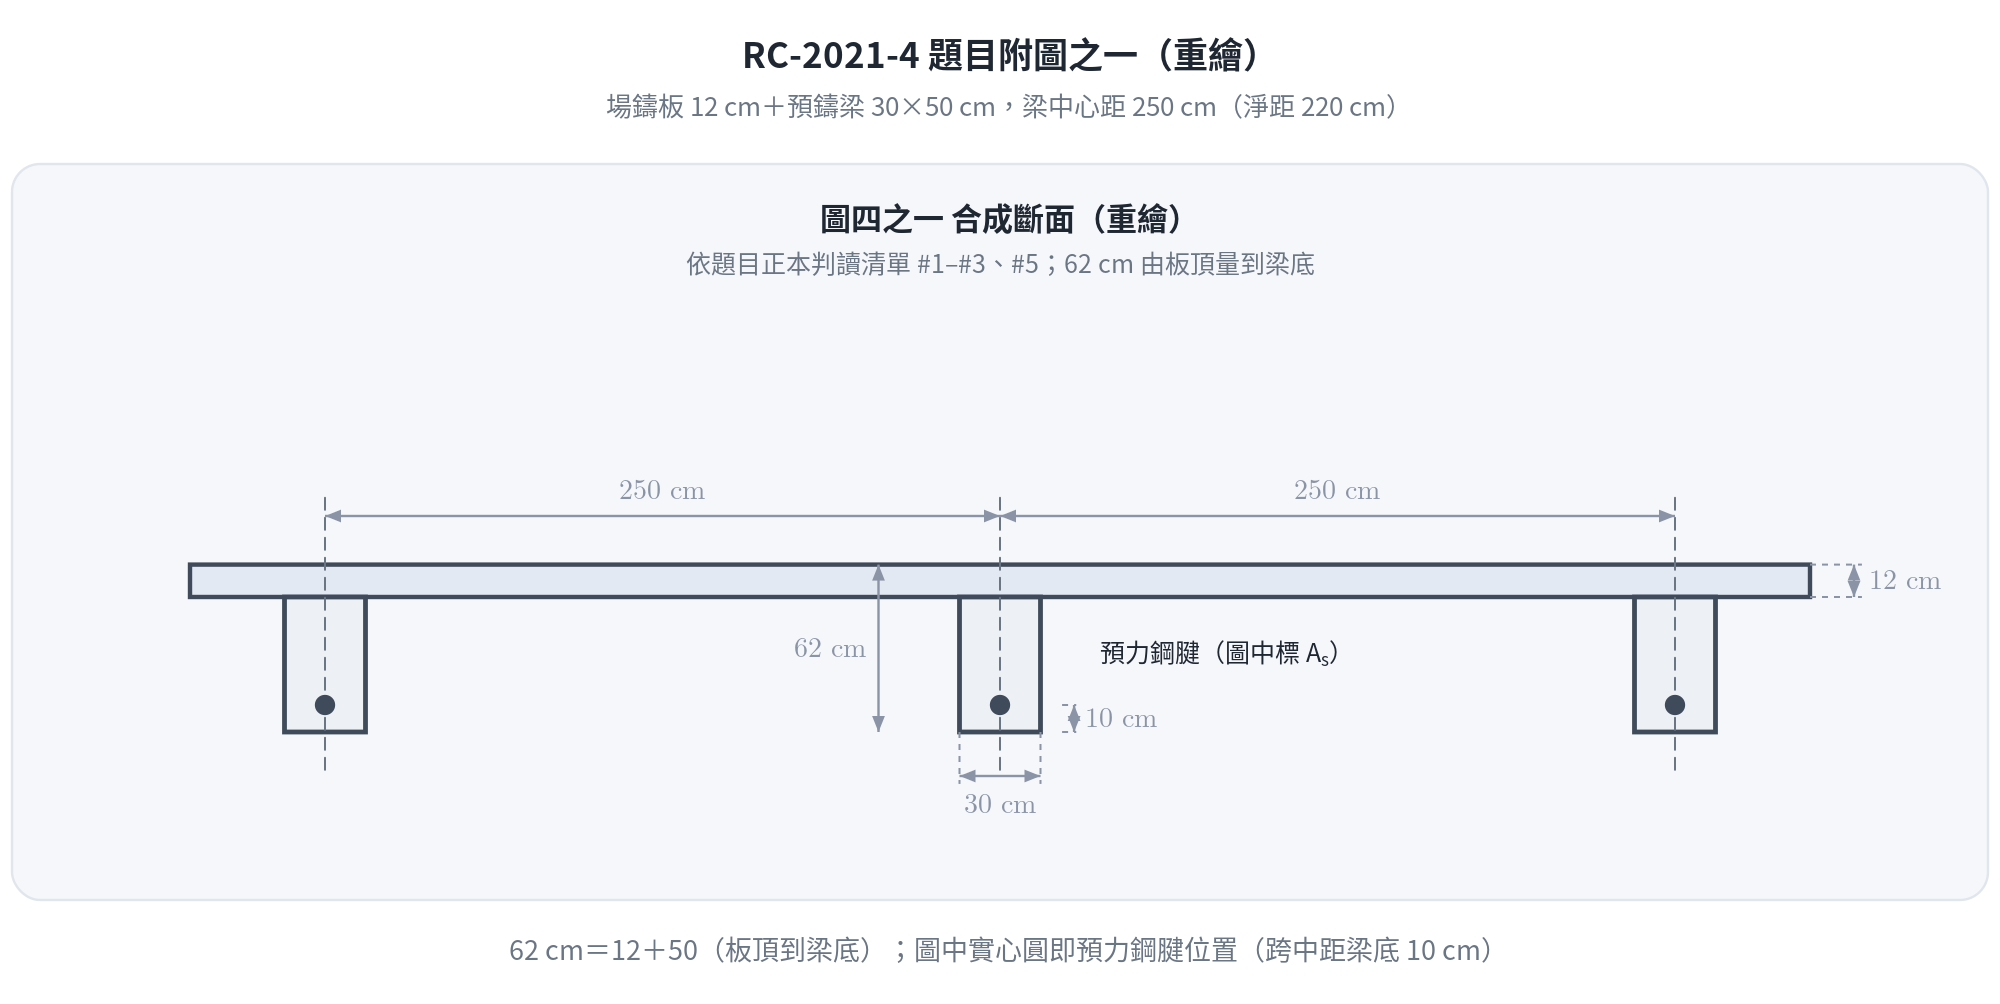 RC-2021-4 題目附圖之一（重繪）
場鑄板 12 cm＋預鑄梁 30×50 cm，梁中心距 250 cm（淨距 220 cm）
圖四之一 合成斷面（重繪）
依題目正本判讀清單 #1–#3、#5；62 cm 由板頂量到梁底
250 cm
250 cm
12 cm
62 cm
預力鋼腱（圖中標 Aₛ）
10 cm
30 cm
62 cm＝12＋50（板頂到梁底）；圖中實心圓即預力鋼腱位置（跨中距梁底 10 cm）